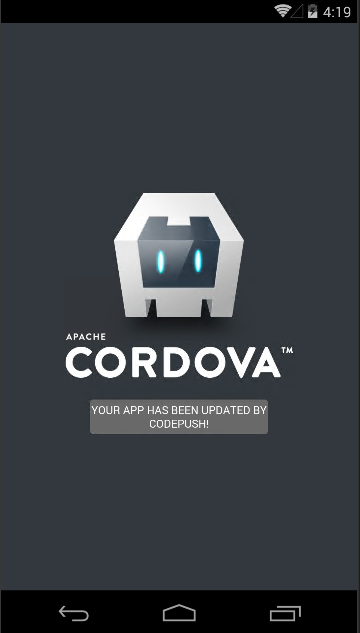 4:19
APACHE
CORDOVA™
YOUR APP HAS BEEN UPDATED BY
CODEPUSH!